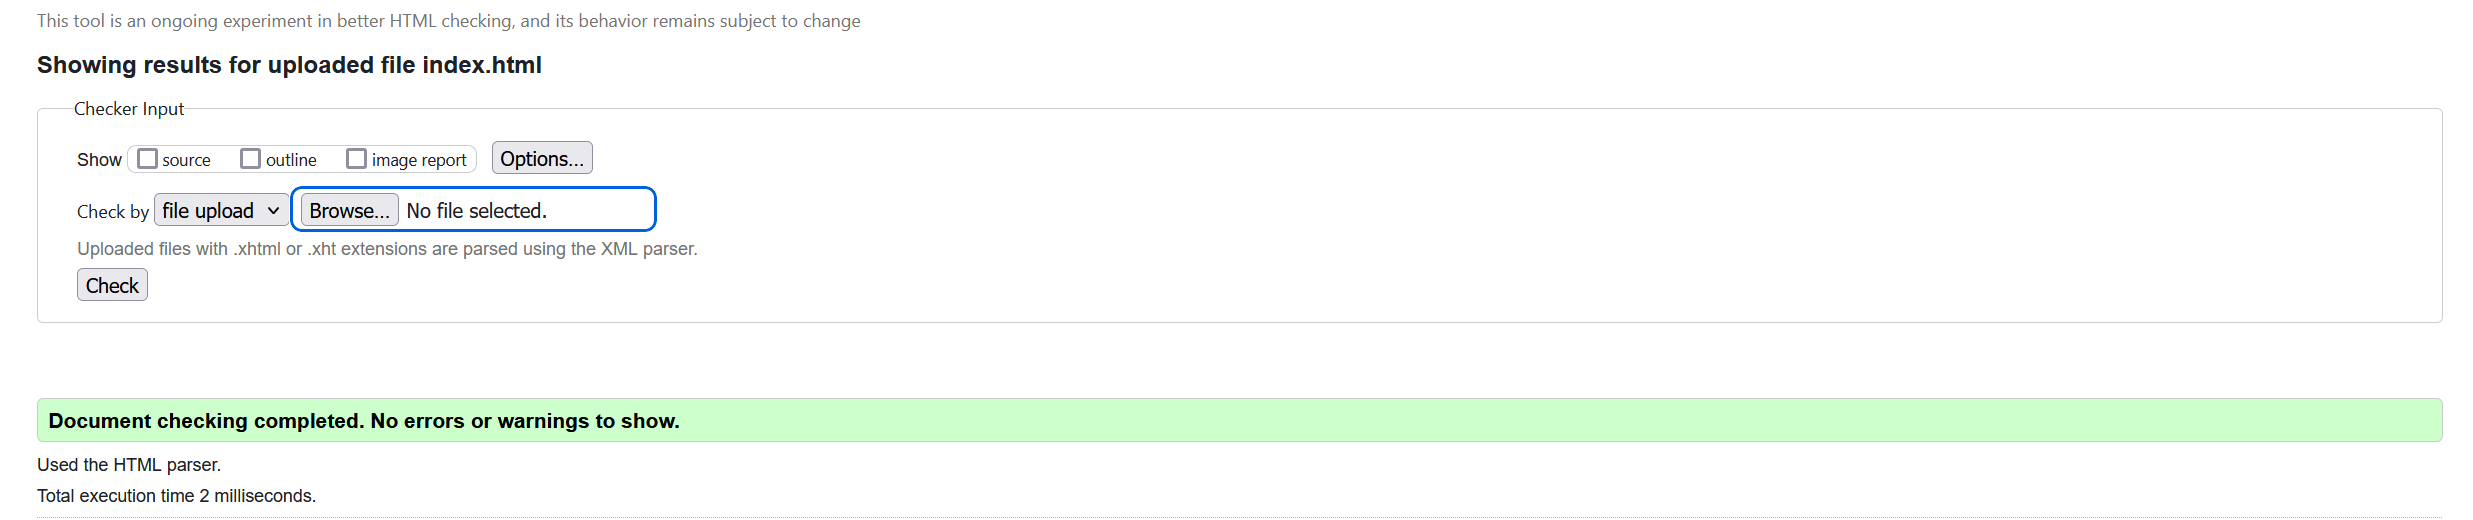 This tool is an ongoing experiment in better HTML checking, and its behavior remains subject to change
Showing results for uploaded file index.html
Checker Input
Show source outline image report Options...
Check by file upload Browse... No file selected.
Uploaded files with .xhtml or .xht extensions are parsed using the XML parser.
Check
Document checking completed. No errors or warnings to show.
Used the HTML parser.
Total execution time 2 milliseconds.